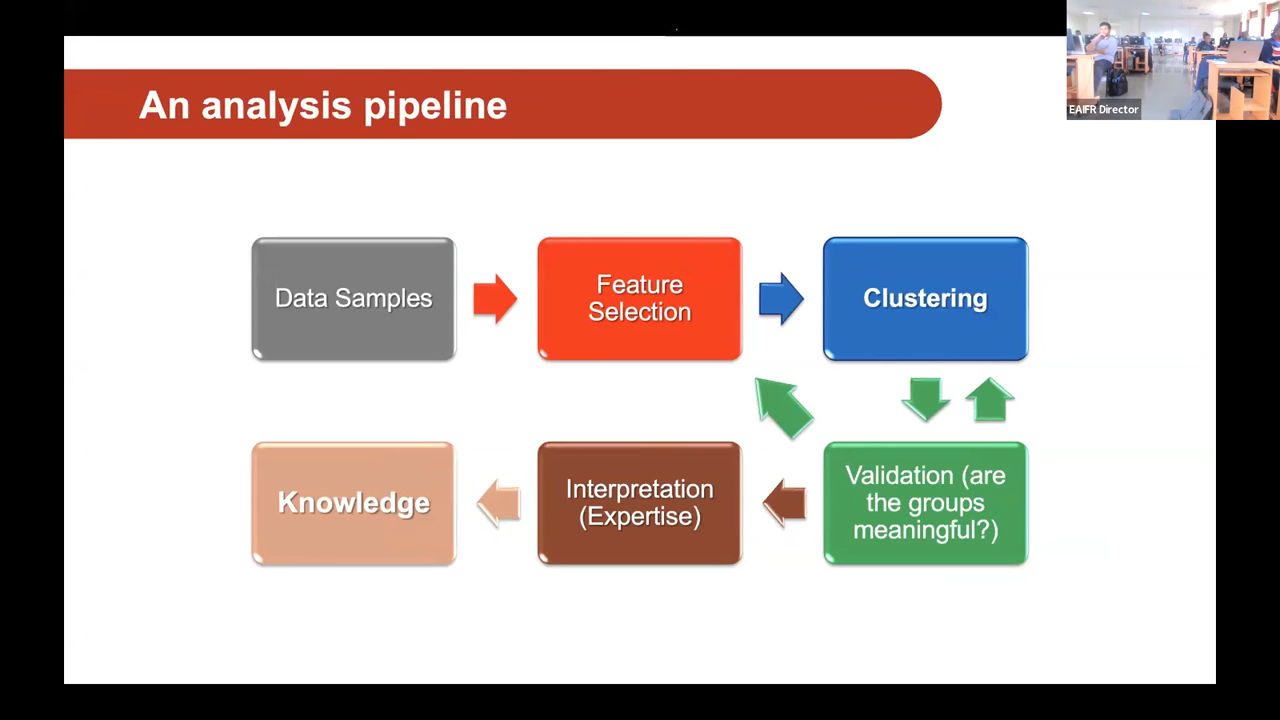 An analysis pipeline
EAIFR Director
Data Samples
Feature
Selection
Clustering
Knowledge
Interpretation
(Expertise)
Validation (are
the groups
meaningful?)